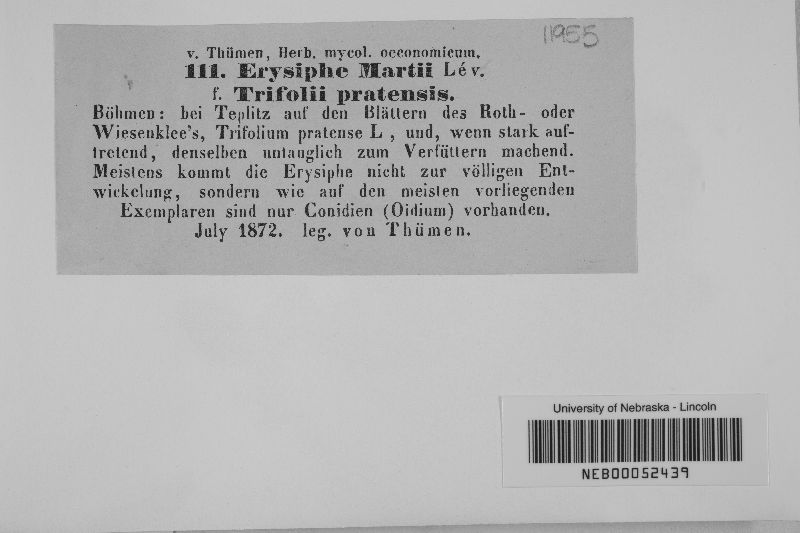 11955
v. Thümen, Herb. mycol. oeconomicum.
111. Erysiphe Martii Lév.
f. Trifolii pratensis.
Böhmen: bei Teplitz auf den Blättern des Roth- oder
Wiesenklee's, Trifolium pratense L , und, wenn stark auf-
tretend, denselben untauglich zum Verfüttern machend.
Meistens kommt die Erysiphe nicht zur völligen Ent-
wickelung, sondern wie auf den meisten vorliegenden
Exemplaren sind nur Conidien (Oidium) vorhanden.
July 1872. leg. von Thümen.
University of Nebraska - Lincoln
NEB00052439